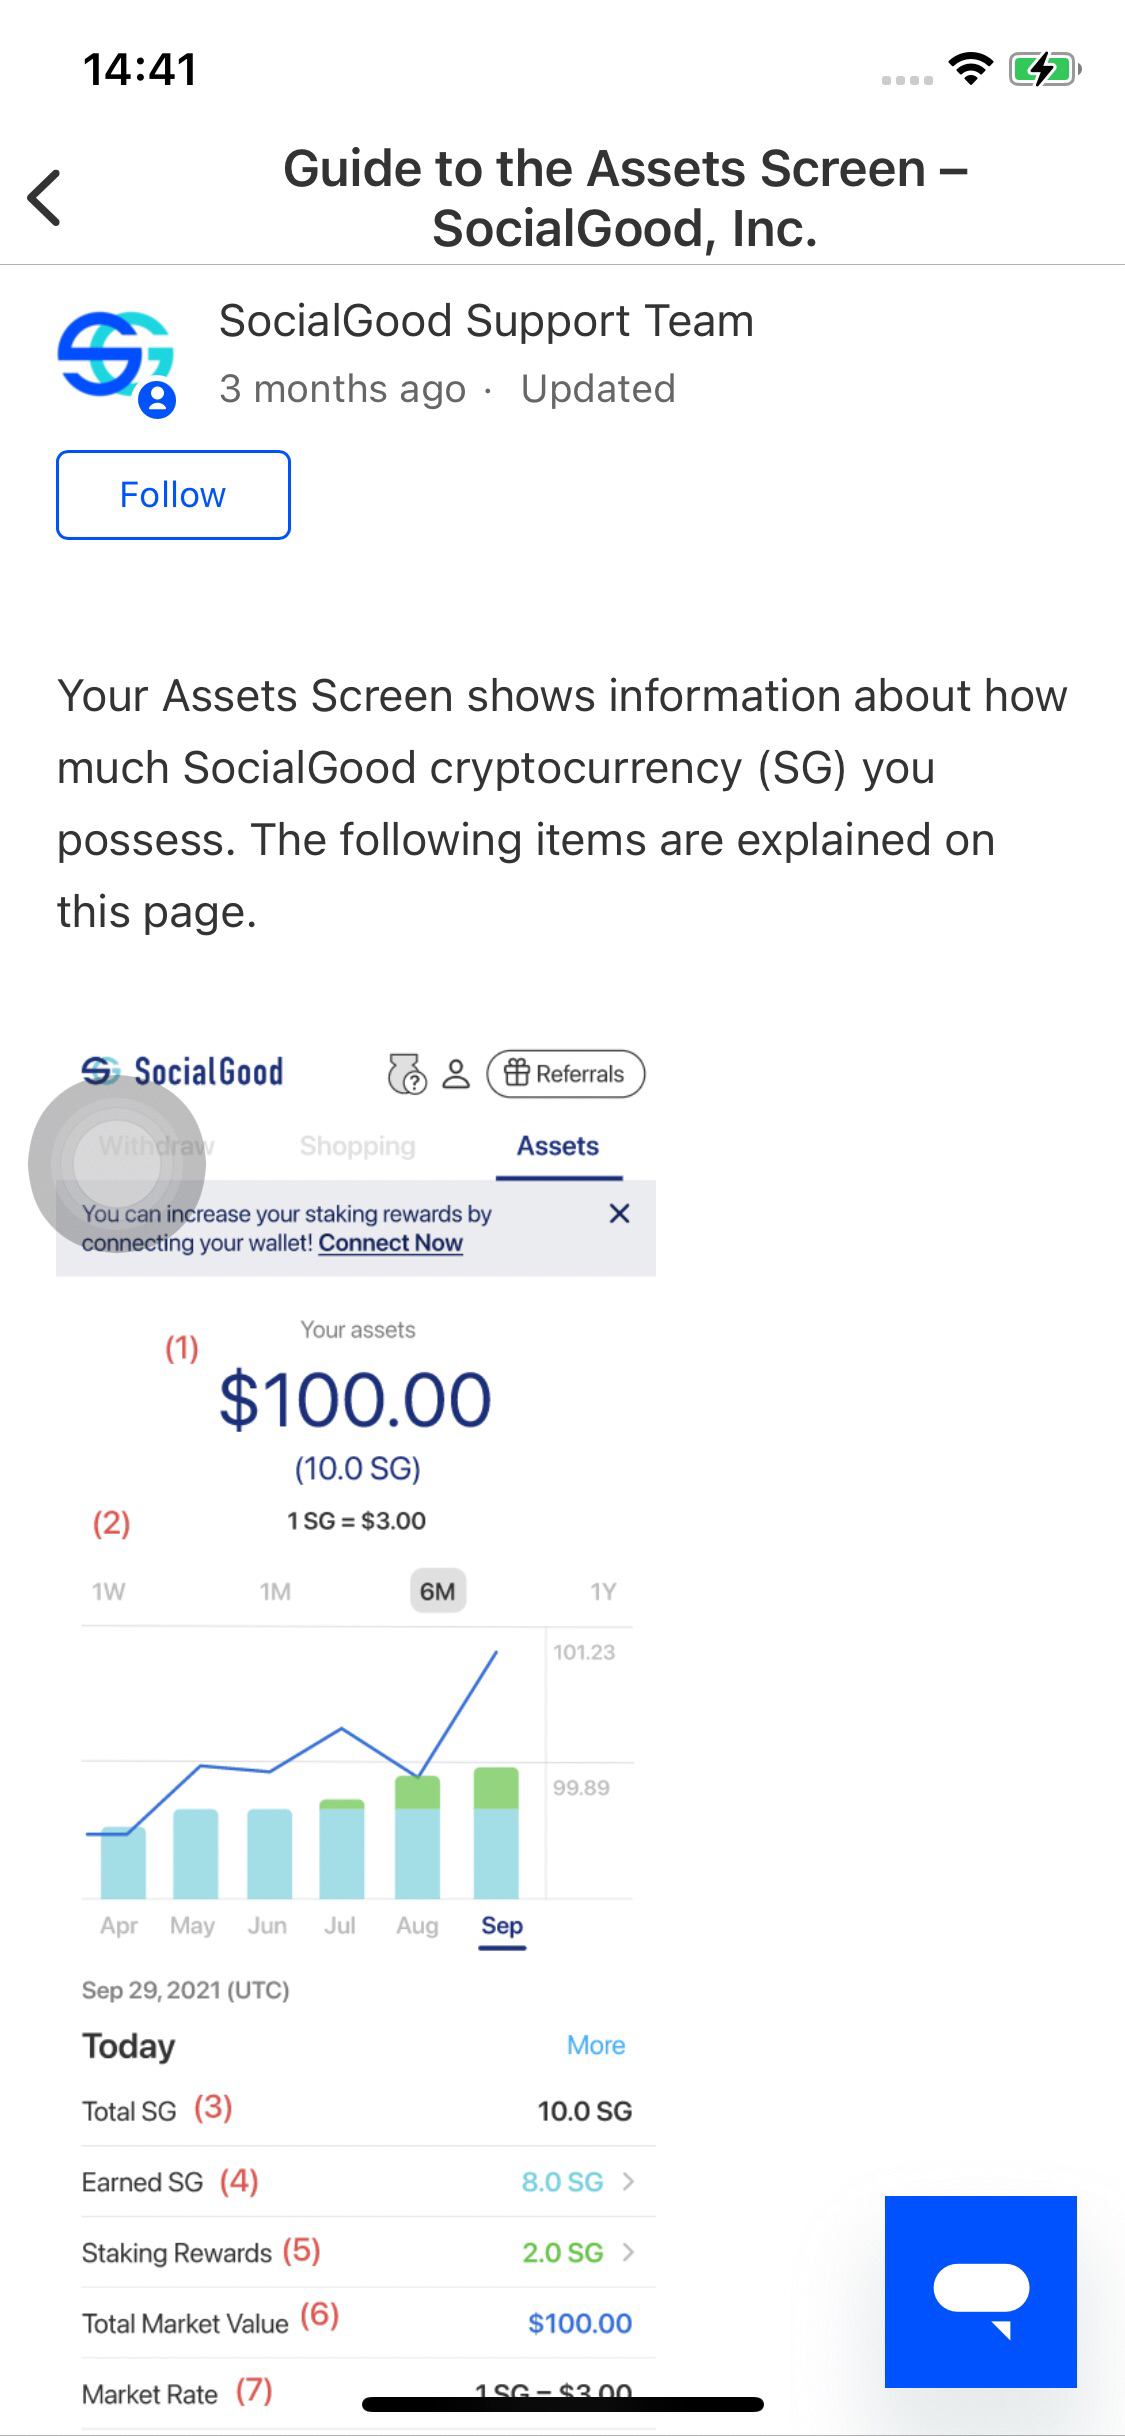 14:41
Guide to the Assets Screen –
SocialGood, Inc.
SocialGood Support Team
3 months ago · Updated
Follow
Your Assets Screen shows information about how
much SocialGood cryptocurrency (SG) you
possess. The following items are explained on
this page.
SocialGood
? Referrals
Withdraw Shopping Assets
You can increase your staking rewards by
connecting your wallet! Connect Now
Your assets
(1)
$100.00
(10.0 SG)
(2) 1 SG = $3.00
1W 1M 6M 1Y
101.23
99.89
Apr May Jun Jul Aug Sep
Sep 29, 2021 (UTC)
Today More
Total SG (3) 10.0 SG
Earned SG (4) 8.0 SG
Staking Rewards (5) 2.0 SG
Total Market Value (6) $100.00
Market Rate (7) 1 SG = $3.00